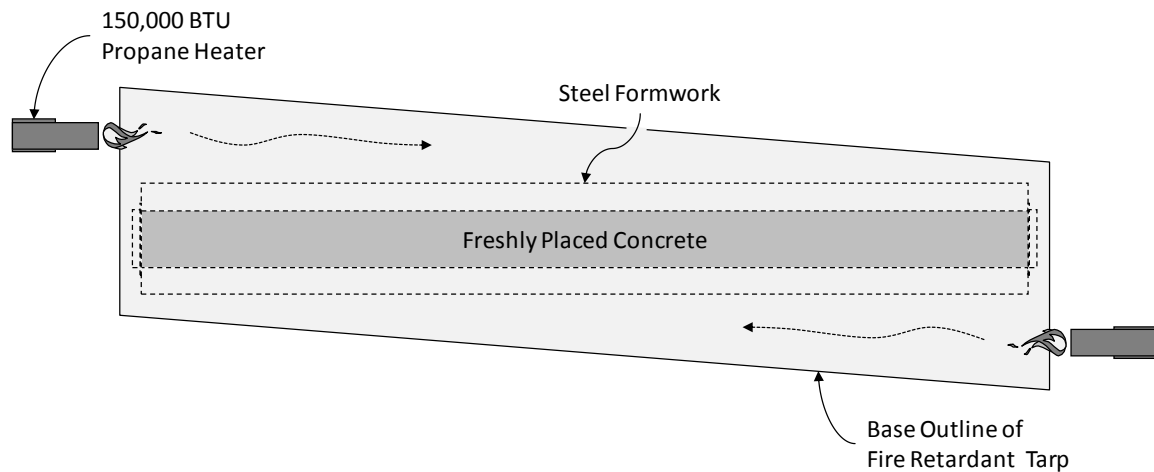 150,000 BTU
Propane Heater
Steel Formwork
Freshly Placed Concrete
Base Outline of
Fire Retardant Tarp